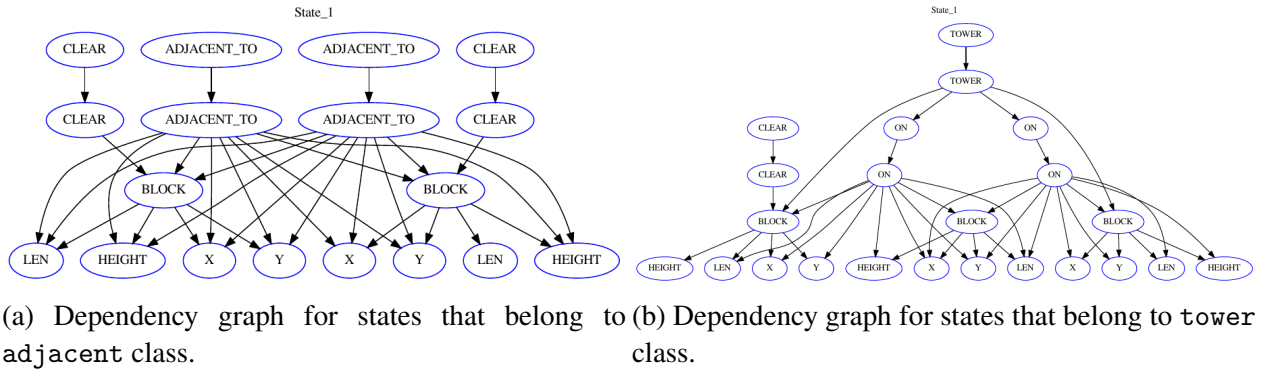 State_1
CLEAR ADJACENT_TO ADJACENT_TO CLEAR
CLEAR ADJACENT_TO ADJACENT_TO CLEAR
BLOCK BLOCK
LEN HEIGHT X Y X Y LEN HEIGHT
(a) Dependency graph for states that belong to
adjacent class.
State_1
TOWER
TOWER
CLEAR ON ON
CLEAR ON ON
BLOCK BLOCK BLOCK
HEIGHT LEN X Y HEIGHT X Y LEN X Y LEN HEIGHT
(b) Dependency graph for states that belong to tower
class.